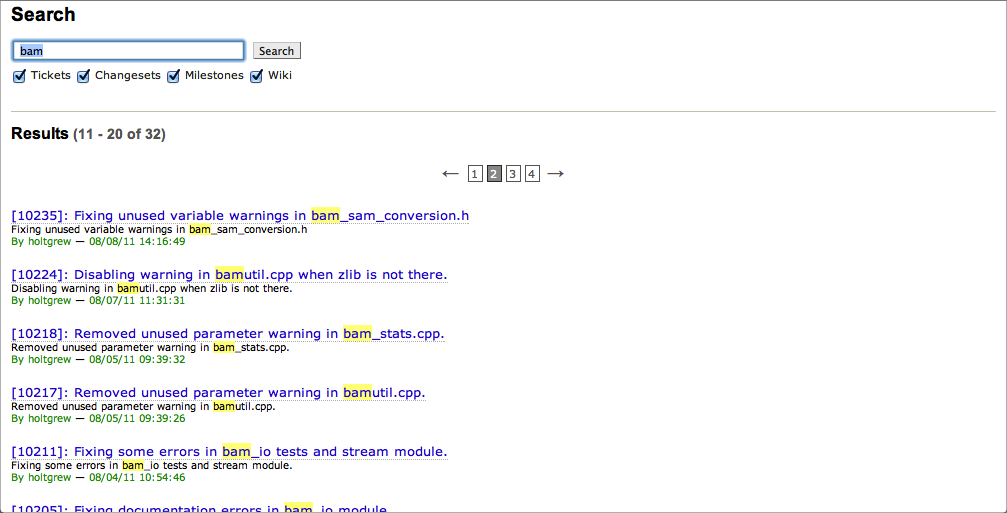 Search
bam Search
Tickets Changesets Milestones Wiki
Results (11 - 20 of 32)
← 1 2 3 4 →
[10235]: Fixing unused variable warnings in bam_sam_conversion.h
Fixing unused variable warnings in bam_sam_conversion.h
By holtgrew — 08/08/11 14:16:49
[10224]: Disabling warning in bamutil.cpp when zlib is not there.
Disabling warning in bamutil.cpp when zlib is not there.
By holtgrew — 08/07/11 11:31:31
[10218]: Removed unused parameter warning in bam_stats.cpp.
Removed unused parameter warning in bam_stats.cpp.
By holtgrew — 08/05/11 09:39:32
[10217]: Removed unused parameter warning in bamutil.cpp.
Removed unused parameter warning in bamutil.cpp.
By holtgrew — 08/05/11 09:39:26
[10211]: Fixing some errors in bam_io tests and stream module.
Fixing some errors in bam_io tests and stream module.
By holtgrew — 08/04/11 10:54:46
[10205]: Fixing documentation errors in bam_io module